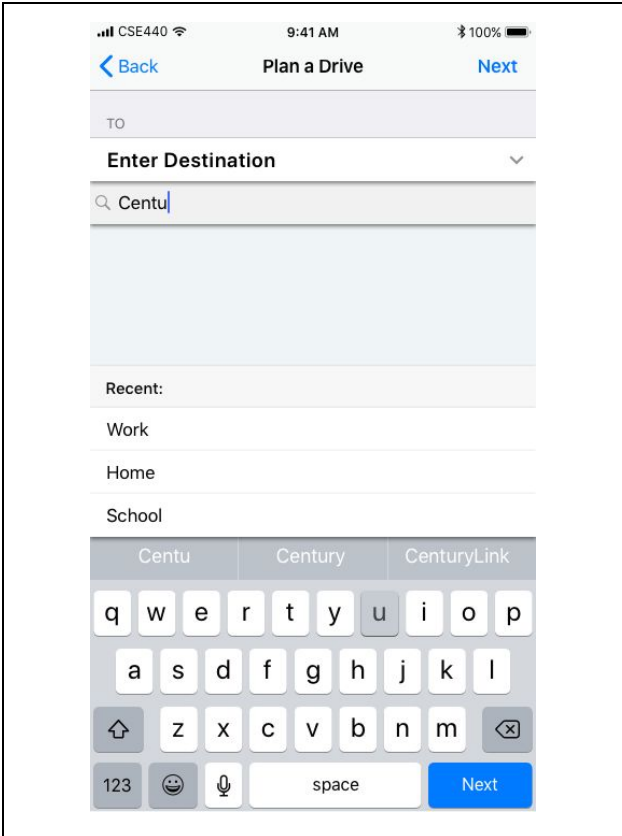 CSE440 9:41 AM 100%
Back Plan a Drive Next
TO
Enter Destination
Centu
Recent:
Work
Home
School
Centu Century CenturyLink
q w e r t y u i o p
a s d f g h j k l
z x c v b n m
123 space Next